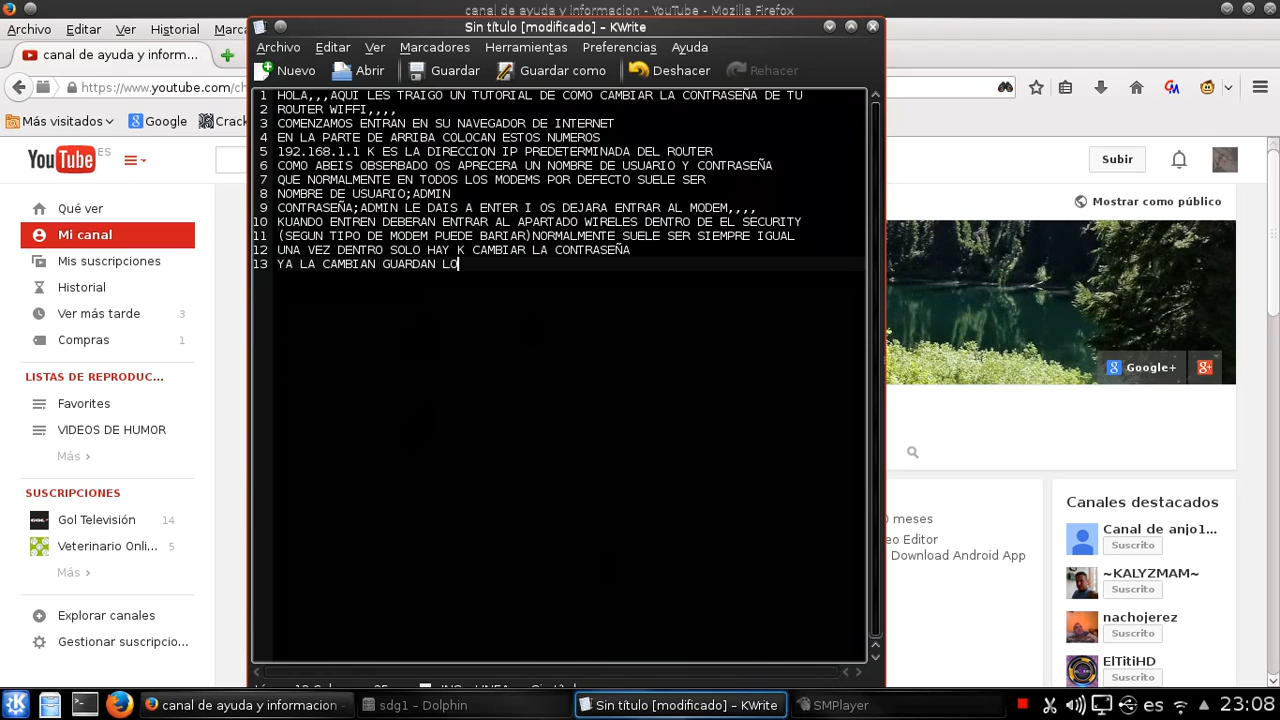 canal de ayuda y informacion - YouTube - Mozilla Firefox
Sin título [modificado] – KWrite
Archivo Editar Ver Historial Marca
Archivo Editar Ver Marcadores Herramientas Preferencias Ayuda
canal de ayuda y inform...
Nuevo Abrir Guardar Guardar como Deshacer Rehacer
https://www.youtube.com/ch
Más visitados Google Crack
1 HOLA,,,AQUI LES TRAIGO UN TUTORIAL DE COMO CAMBIAR LA CONTRASEÑA DE TU
2 ROUTER WIFFI,,,,
3 COMENZAMOS ENTRAN EN SU NAVEGADOR DE INTERNET
4 EN LA PARTE DE ARRIBA COLOCAN ESTOS NUMEROS
5 192.168.1.1 K ES LA DIRECCION IP PREDETERMINADA DEL ROUTER
6 COMO ABEIS OBSERBADO OS APRECERA UN NOMBRE DE USUARIO Y CONTRASEÑA
7 QUE NORMALMENTE EN TODOS LOS MODEMS POR DEFECTO SUELE SER
8 NOMBRE DE USUARIO;ADMIN
9 CONTRASEÑA;ADMIN LE DAIS A ENTER I OS DEJARA ENTRAR AL MODEM,,,,
10 KUANDO ENTREN DEBERAN ENTRAR AL APARTADO WIRELES DENTRO DE EL SECURITY
11 (SEGUN TIPO DE MODEM PUEDE BARIAR)NORMALMENTE SUELE SER SIEMPRE IGUAL
12 UNA VEZ DENTRO SOLO HAY K CAMBIAR LA CONTRASEÑA
13 YA LA CAMBIAN GUARDAN LO
YouTube ES
Subir
Qué ver
Mi canal
Mis suscripciones
Historial
Ver más tarde 3
Compras 1
LISTAS DE REPRODUC...
Favorites
VIDEOS DE HUMOR
Más
SUSCRIPCIONES
Gol Televisión 14
Veterinario Onli... 5
Más
Explorar canales
Gestionar suscripcio...
Mostrar como público
Google+
0 meses
eo Editor
Download Android App
Canales destacados
Canal de anjo1...
Suscrito
~KALYZMAM~
Suscrito
nachojerez
Suscrito
ElTitiHD
Suscrito
canal de ayuda y informacion
sdg1 – Dolphin
Sin título [modificado] – KWrite
SMPlayer
es
23:08